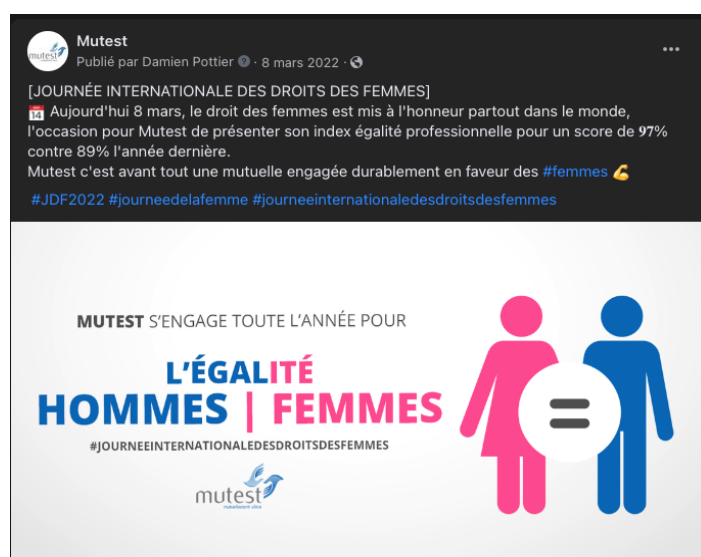 mutest
Mutest
Publié par Damien Pottier · 8 mars 2022 ·
[JOURNÉE INTERNATIONALE DES DROITS DES FEMMES]
Aujourd'hui 8 mars, le droit des femmes est mis à l'honneur partout dans le monde,
l'occasion pour Mutest de présenter son index égalité professionnelle pour un score de 97%
contre 89% l'année dernière.
Mutest c'est avant tout une mutuelle engagée durablement en faveur des #femmes 💪
#JDF2022 #journeedelafemme #journeeinternationaledesdroitsdesfemmes
MUTEST S'ENGAGE TOUTE L'ANNÉE POUR
L'ÉGALITÉ
HOMMES | FEMMES
#JOURNEEINTERNATIONALEDESDROITSDESFEMMES
=
mutest